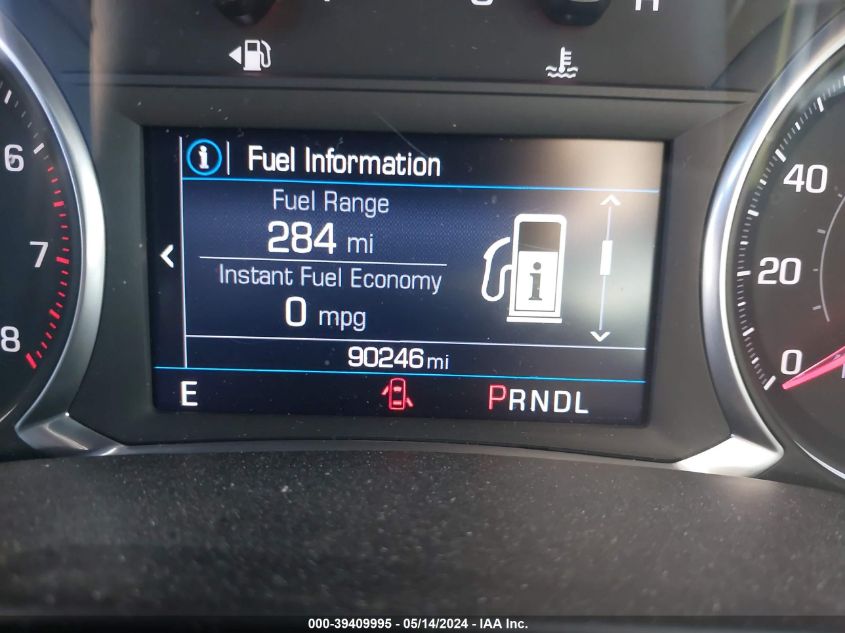 H
6
7
8
i Fuel Information
Fuel Range
284 mi
Instant Fuel Economy
0 mpg
i
90246 mi
E
PRNDL
40
20
0
000-39409995 - 05/14/2024 - IAA Inc.